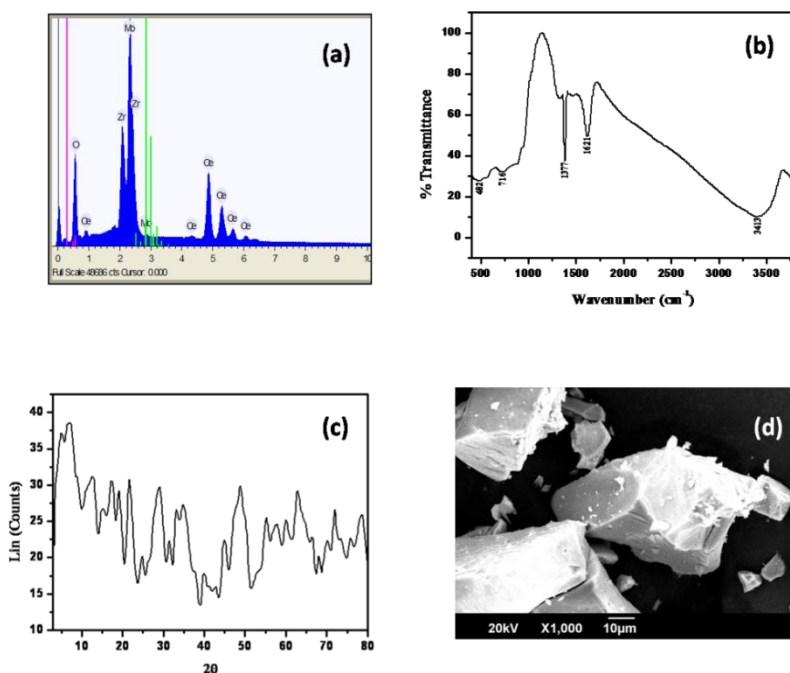 (a)
Mo
Zr
Zr
O
Ce
Mo
Ce
Ce
Ce
Ce
Ce
0 1 2 3 4 5 6 7 8 9 10
Full Scale 48686 cts Cursor: 0.000
(b)
% Transmittance
100
80
60
40
20
0
482
716
1377
1621
3413
500 1000 1500 2000 2500 3000 3500
Wavenumber (cm⁻¹)
(c)
Lin (Counts)
40
35
30
25
20
15
10
10 20 30 40 50 60 70 80
2θ
(d)
20kV X1,000 10μm